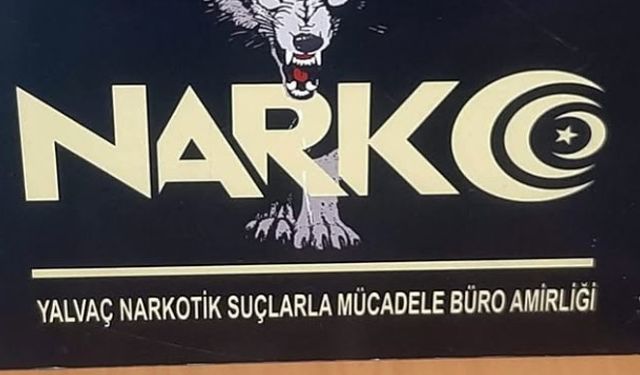 NARKO
YALVAÇ NARKOTİK SUÇLARLA MÜCADELE BÜRO AMİRLİĞİ